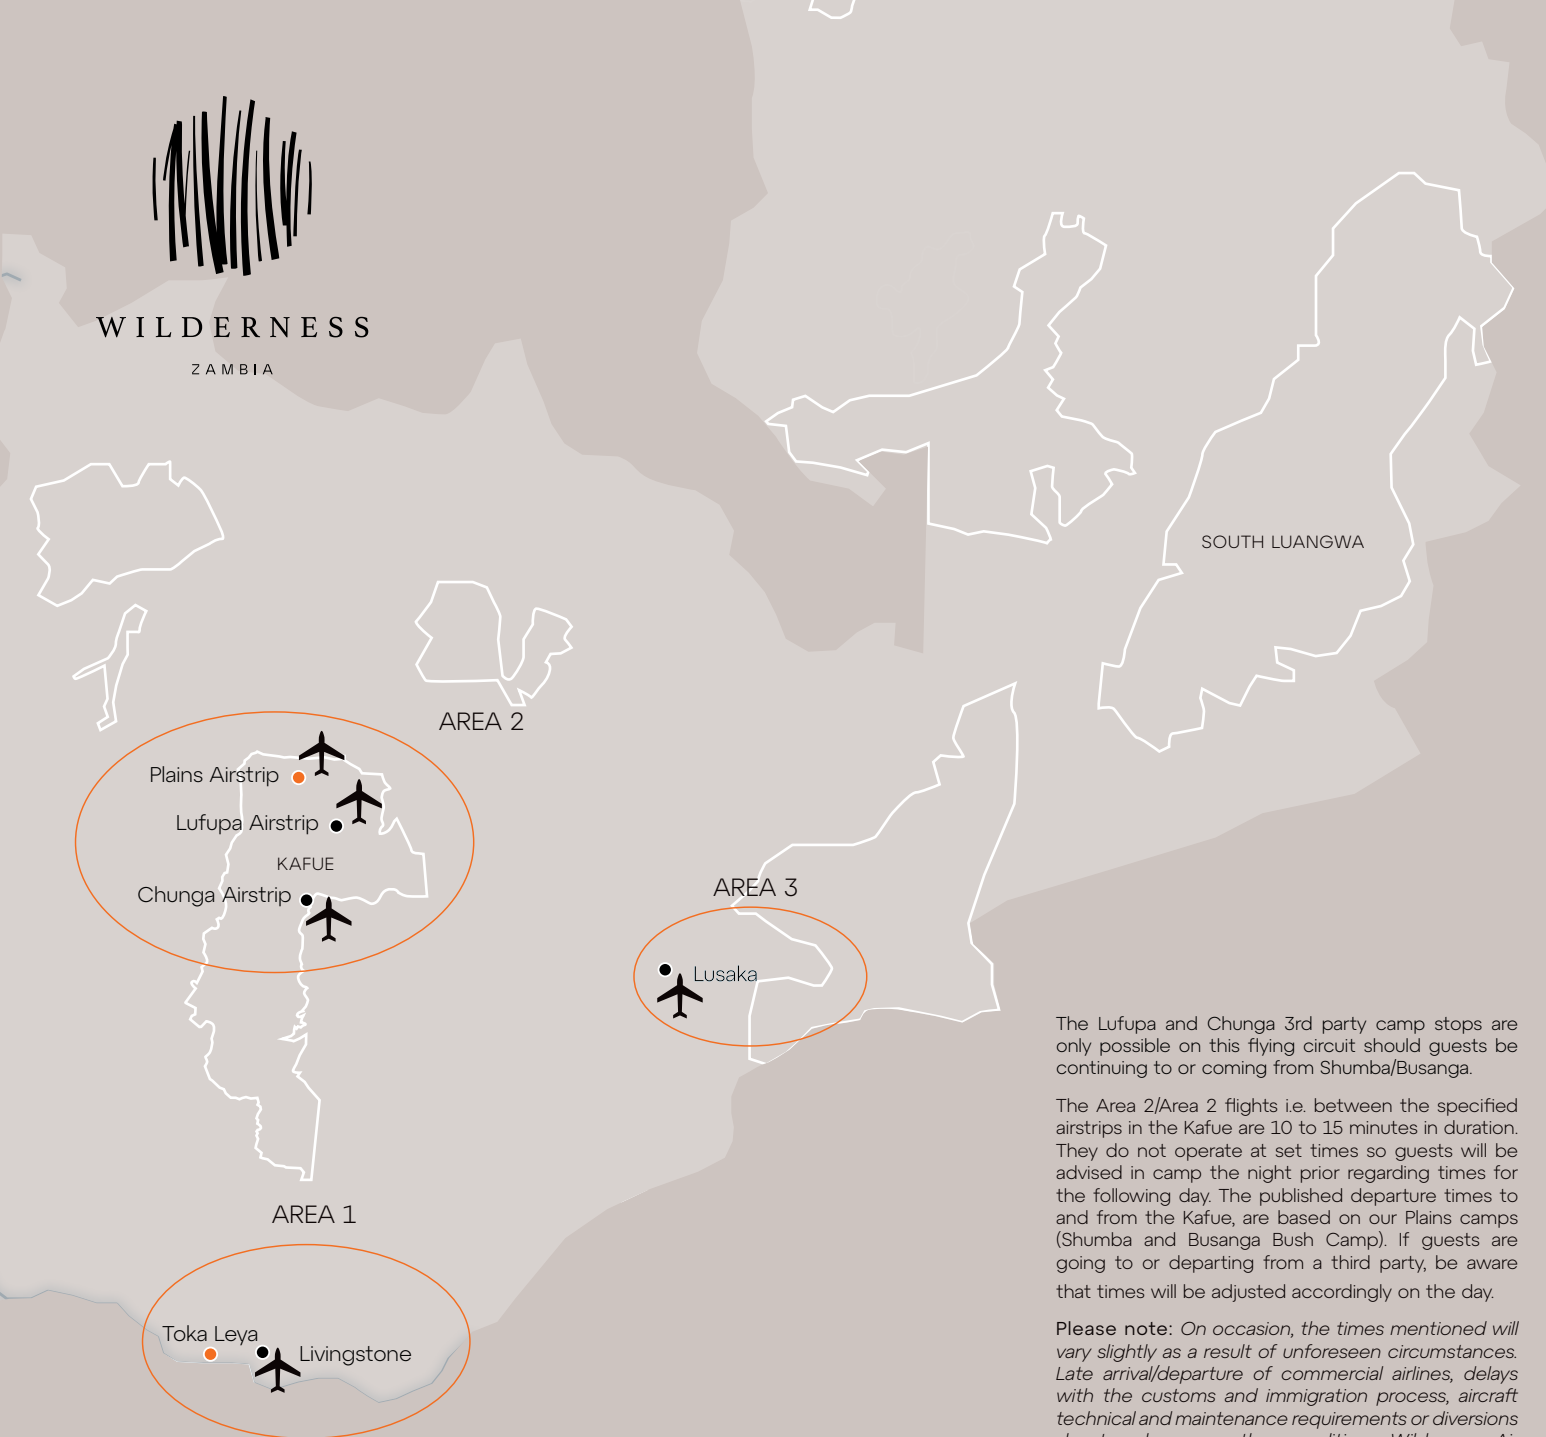 WILDERNESS
ZAMBIA
SOUTH LUANGWA
AREA 2
Plains Airstrip
Lufupa Airstrip
KAFUE
Chunga Airstrip
AREA 3
Lusaka
AREA 1
Toka Leya
Livingstone
The Lufupa and Chunga 3rd party camp stops are
only possible on this flying circuit should guests be
continuing to or coming from Shumba/Busanga.
The Area 2/Area 2 flights i.e. between the specified
airstrips in the Kafue are 10 to 15 minutes in duration.
They do not operate at set times so guests will be
advised in camp the night prior regarding times for
the following day. The published departure times to
and from the Kafue, are based on our Plains camps
(Shumba and Busanga Bush Camp). If guests are
going to or departing from a third party, be aware
that times will be adjusted accordingly on the day.
Please note: On occasion, the times mentioned will
vary slightly as a result of unforeseen circumstances.
Late arrival/departure of commercial airlines, delays
with the customs and immigration process, aircraft
technical and maintenance requirements or diversions